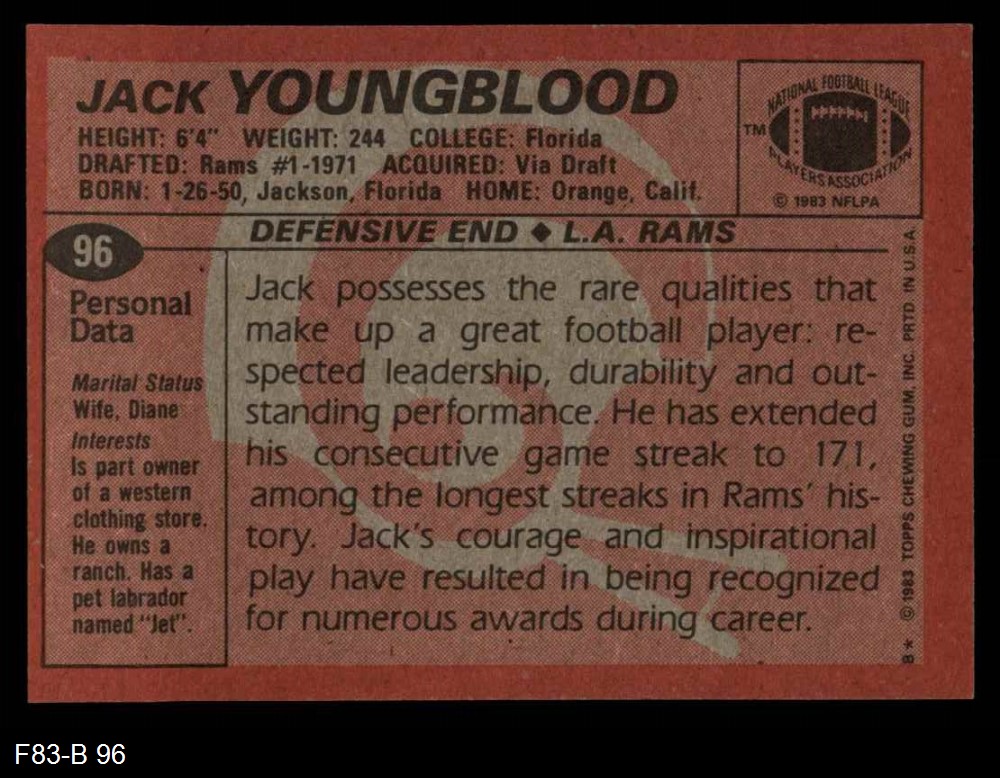 JACK YOUNGBLOOD
HEIGHT: 6'4" WEIGHT: 244 COLLEGE: Florida
DRAFTED: Rams #1-1971 ACQUIRED: Via Draft
BORN: 1-26-50, Jackson, Florida HOME: Orange, Calif.
NATIONAL FOOTBALL LEAGUE
TM
PLAYERS ASSOCIATION
© 1983 NFLPA
DEFENSIVE END ◆ L.A. RAMS
96
Personal
Data
Marital Status
Wife, Diane
Interests
Is part owner
of a western
clothing store.
He owns a
ranch. Has a
pet labrador
named "Jet".
Jack possesses the rare qualities that
make up a great football player: re-
spected leadership, durability and out-
standing performance. He has extended
his consecutive game streak to 171,
among the longest streaks in Rams' his-
tory. Jack's courage and inspirational
play have resulted in being recognized
for numerous awards during career.
B* © 1983 TOPPS CHEWING GUM, INC. PRTD IN U.S.A.
F83-B 96